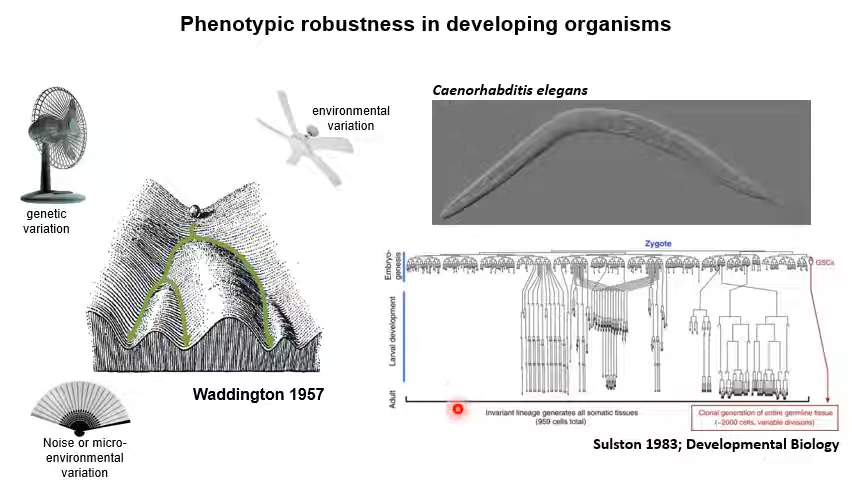 Phenotypic robustness in developing organisms
environmental
variation
genetic
variation
Waddington 1957
Noise or micro-
environmental
variation
Caenorhabditis elegans
Zygote
GSCs
Embryo-
genesis
Larval development
Adult
Invariant lineage generates all somatic tissues
(959 cells total)
Clonal generation of entire germline tissue
(~2000 cells, variable divisions)
Sulston 1983; Developmental Biology